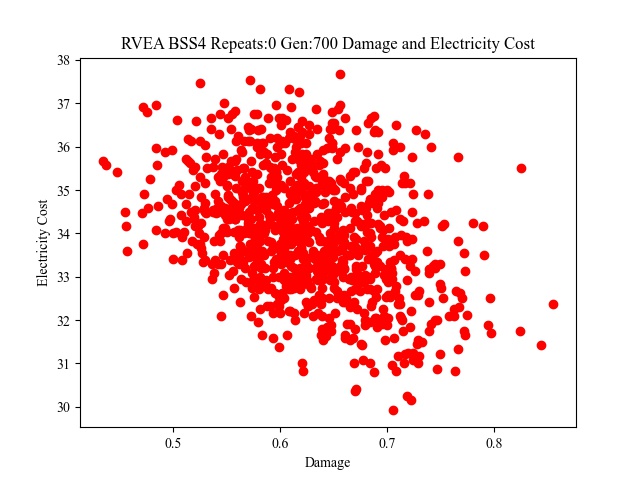 RVEA BSS4 Repeats:0 Gen:700 Damage and Electricity Cost
38
37
36
35
34
33
32
31
30
Electricity Cost
0.5 0.6 0.7 0.8
Damage